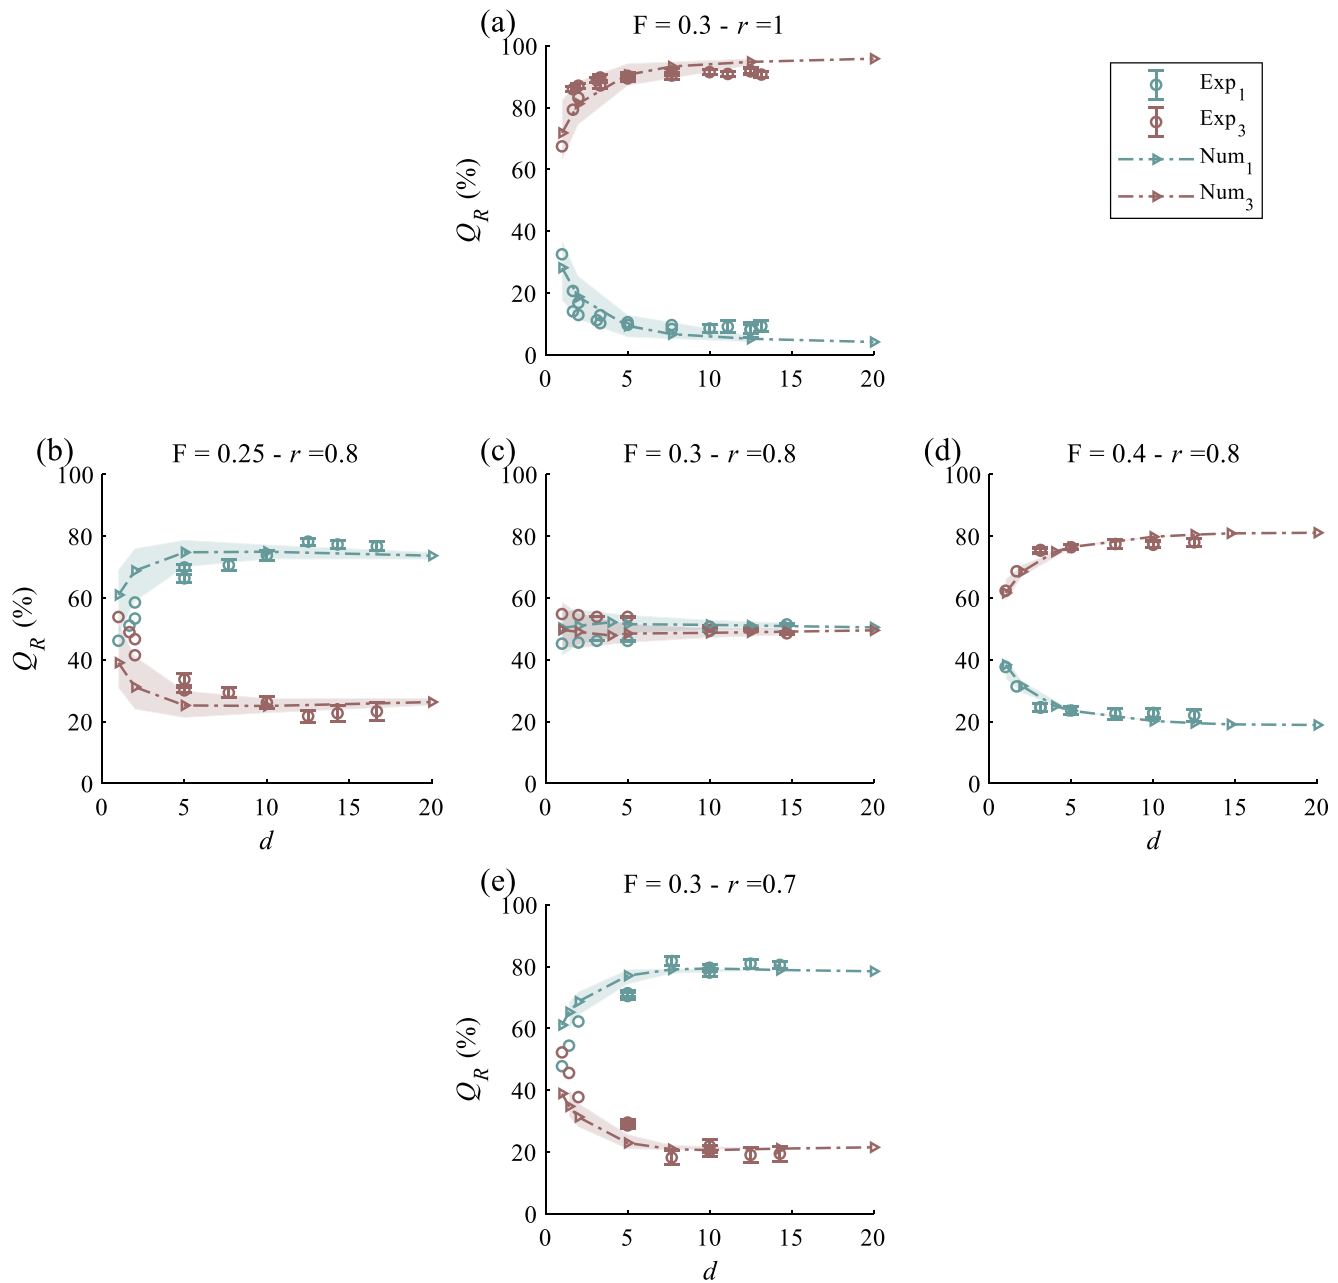 (a) F = 0.3 - r =1
100
80
60
40
20
0
Q_R (%)
0 5 10 15 20
Exp_1
Exp_3
Num_1
Num_3
(b) F = 0.25 - r =0.8
100
80
60
40
20
0
Q_R (%)
0 5 10 15 20
d
(c) F = 0.3 - r =0.8
100
80
60
40
20
0
0 5 10 15 20
(d) F = 0.4 - r =0.8
100
80
60
40
20
0
0 5 10 15 20
d
(e) F = 0.3 - r =0.7
100
80
60
40
20
0
Q_R (%)
0 5 10 15 20
d